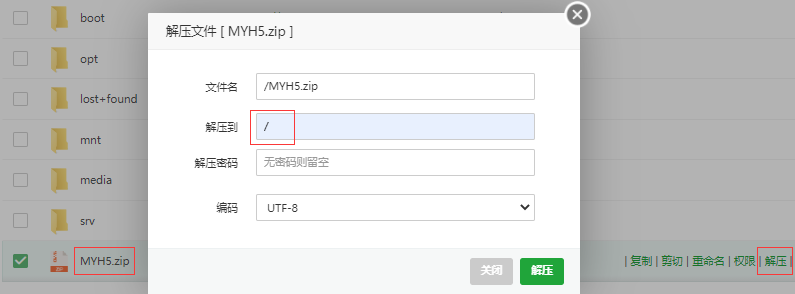 boot
opt
lost+found
mnt
media
srv
MYH5.zip
| 复制 | 剪切 | 重命名 | 权限 | 解压 |
解压文件 [ MYH5.zip ]
文件名 /MYH5.zip
解压到 /
解压密码 无密码则留空
编码 UTF-8
关闭 解压